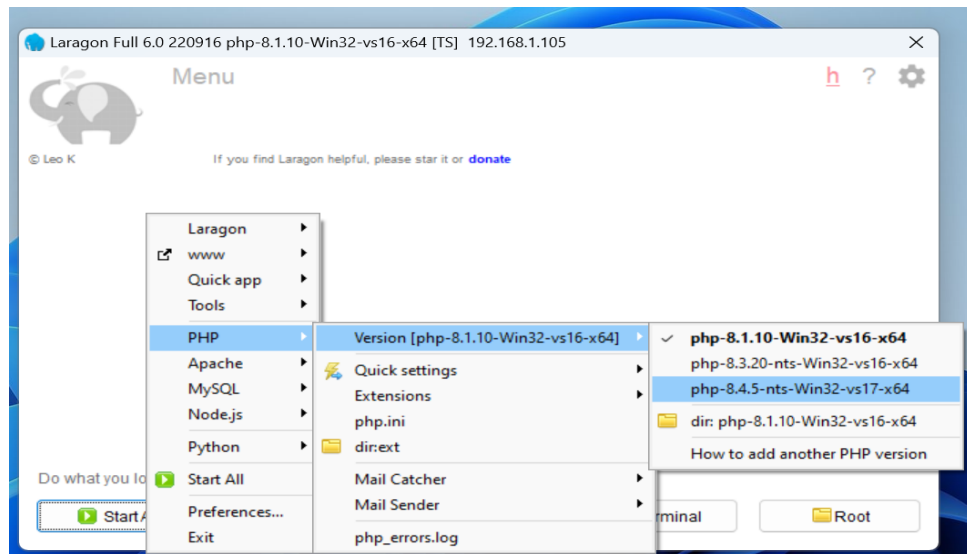 Laragon Full 6.0 220916 php-8.1.10-Win32-vs16-x64 [TS] 192.168.1.105
Menu
h ?
© Leo K
If you find Laragon helpful, please star it or donate
Laragon
www
Quick app
Tools
PHP
Apache
MySQL
Node.js
Python
Start All
Preferences...
Exit
Version [php-8.1.10-Win32-vs16-x64]
Quick settings
Extensions
php.ini
dir:ext
Mail Catcher
Mail Sender
php_errors.log
php-8.1.10-Win32-vs16-x64
php-8.3.20-nts-Win32-vs16-x64
php-8.4.5-nts-Win32-vs17-x64
dir: php-8.1.10-Win32-vs16-x64
How to add another PHP version
Do what you lo
Start A
rminal
Root